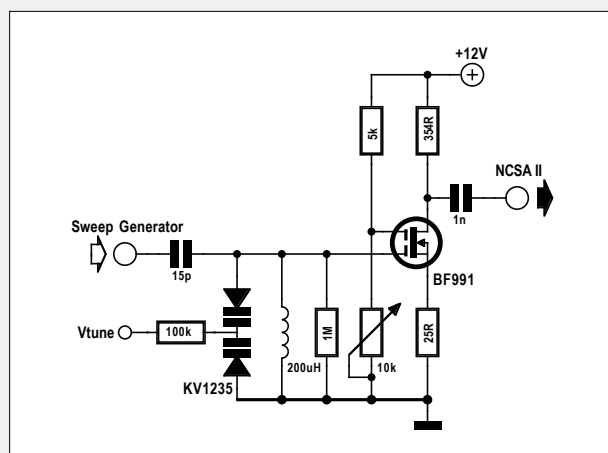 +12V
5k
354R
NCSA II
1n
Sweep Generator
15p
BF991
Vtune
100k
1M
25R
200uH
10k
KV1235